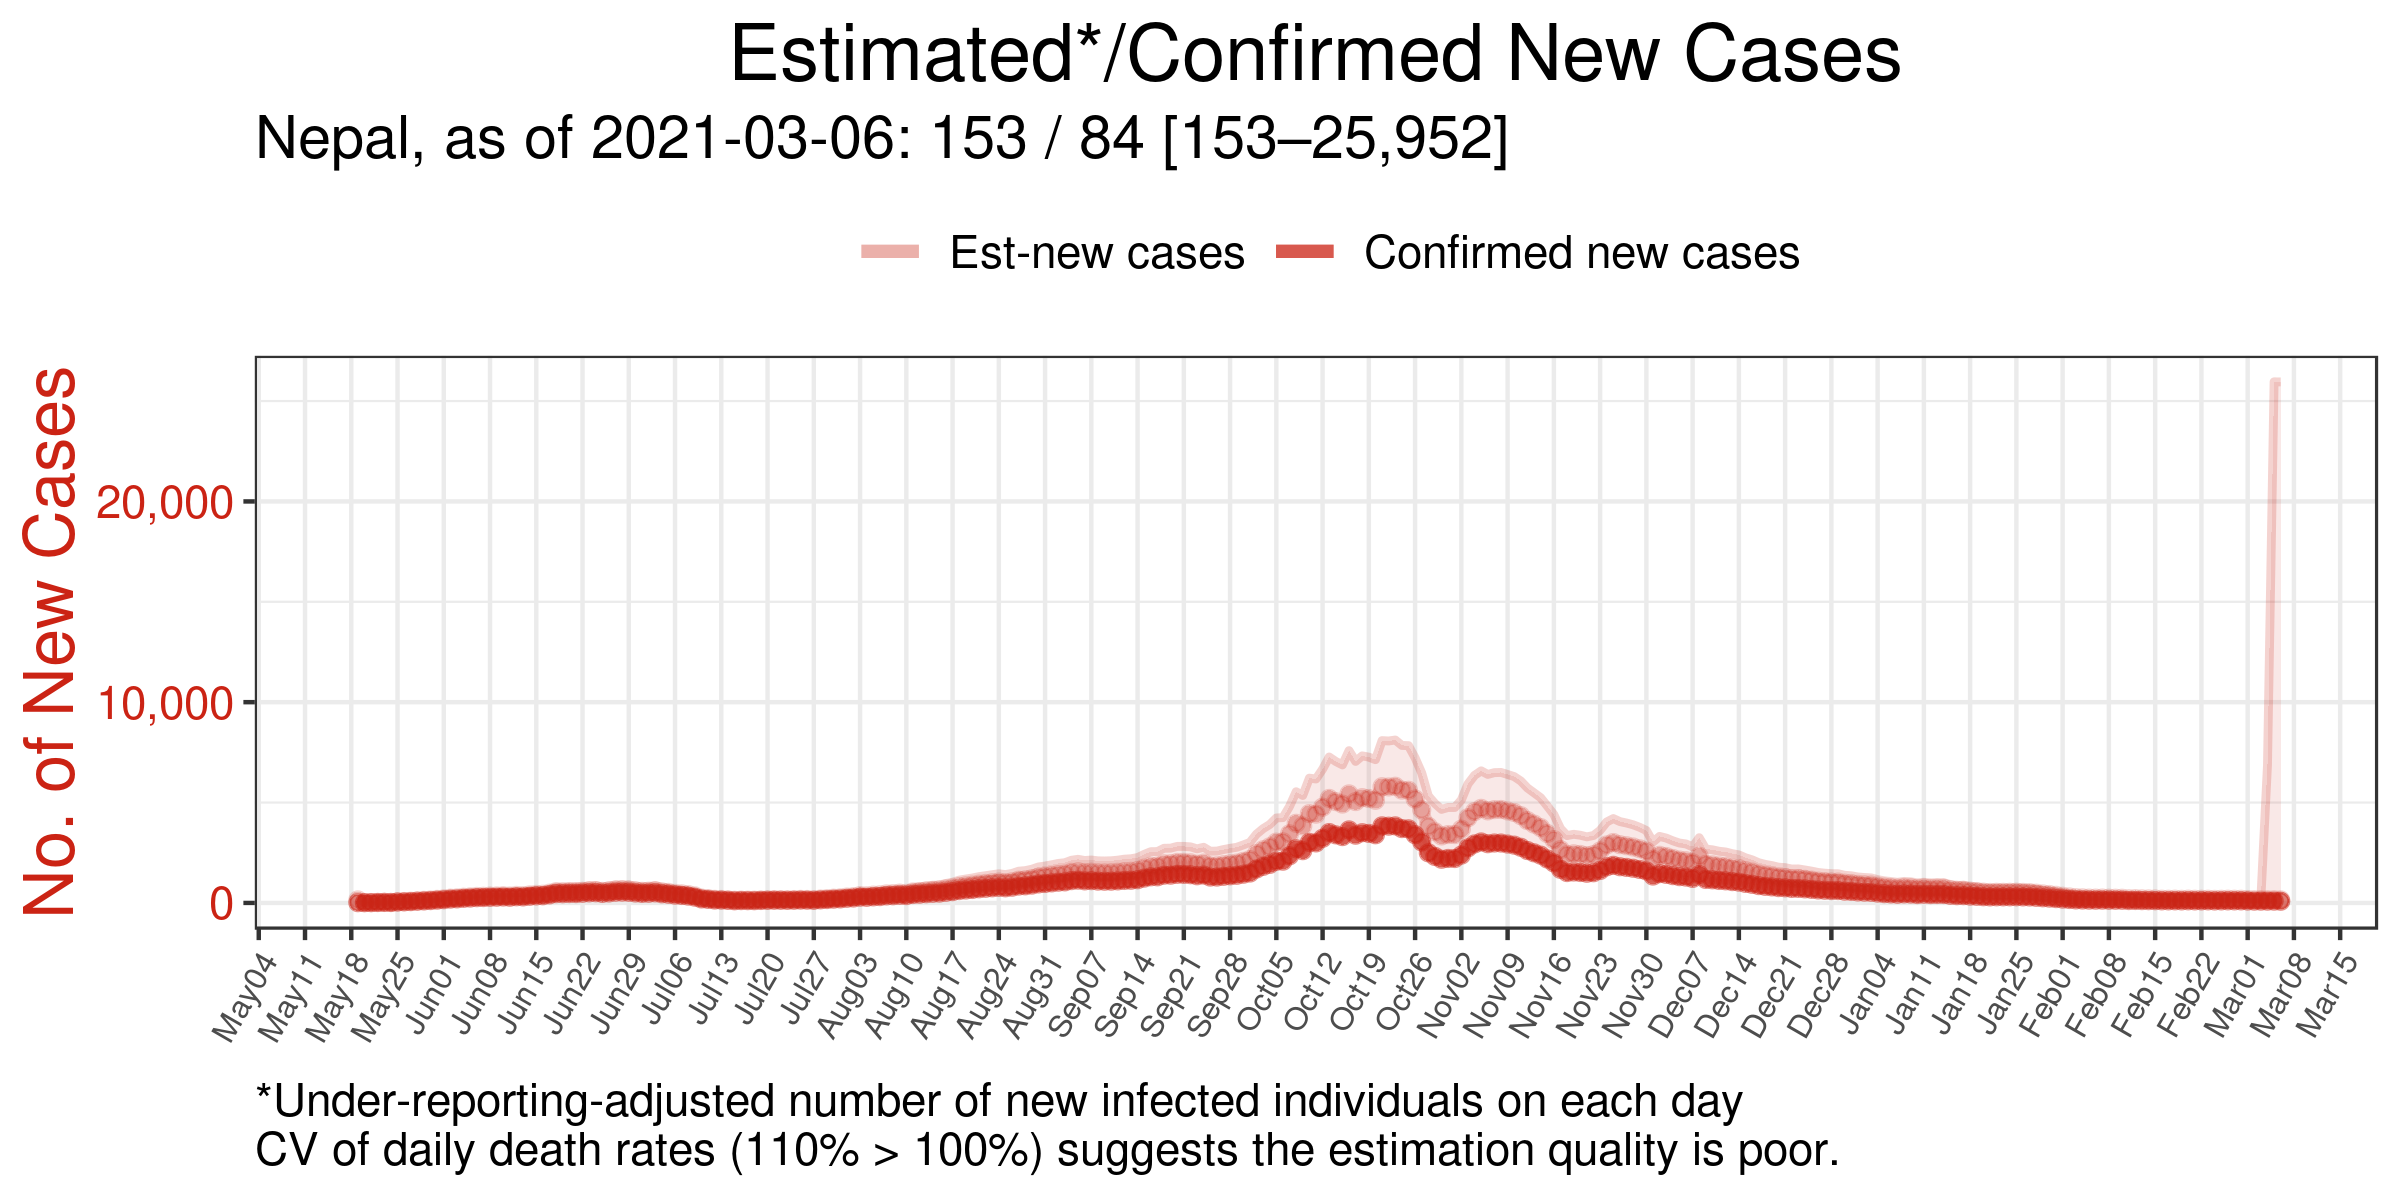 Estimated*/Confirmed New Cases
Nepal, as of 2021-03-06: 153 / 84 [153–25,952]
Est-new cases
Confirmed new cases
No. of New Cases
20,000
10,000
0
May04
May11
May18
May25
Jun01
Jun08
Jun15
Jun22
Jun29
Jul06
Jul13
Jul20
Jul27
Aug03
Aug10
Aug17
Aug24
Aug31
Sep07
Sep14
Sep21
Sep28
Oct05
Oct12
Oct19
Oct26
Nov02
Nov09
Nov16
Nov23
Nov30
Dec07
Dec14
Dec21
Dec28
Jan04
Jan11
Jan18
Jan25
Feb01
Feb08
Feb15
Feb22
Mar01
Mar08
Mar15
*Under-reporting-adjusted number of new infected individuals on each day
CV of daily death rates (110% > 100%) suggests the estimation quality is poor.